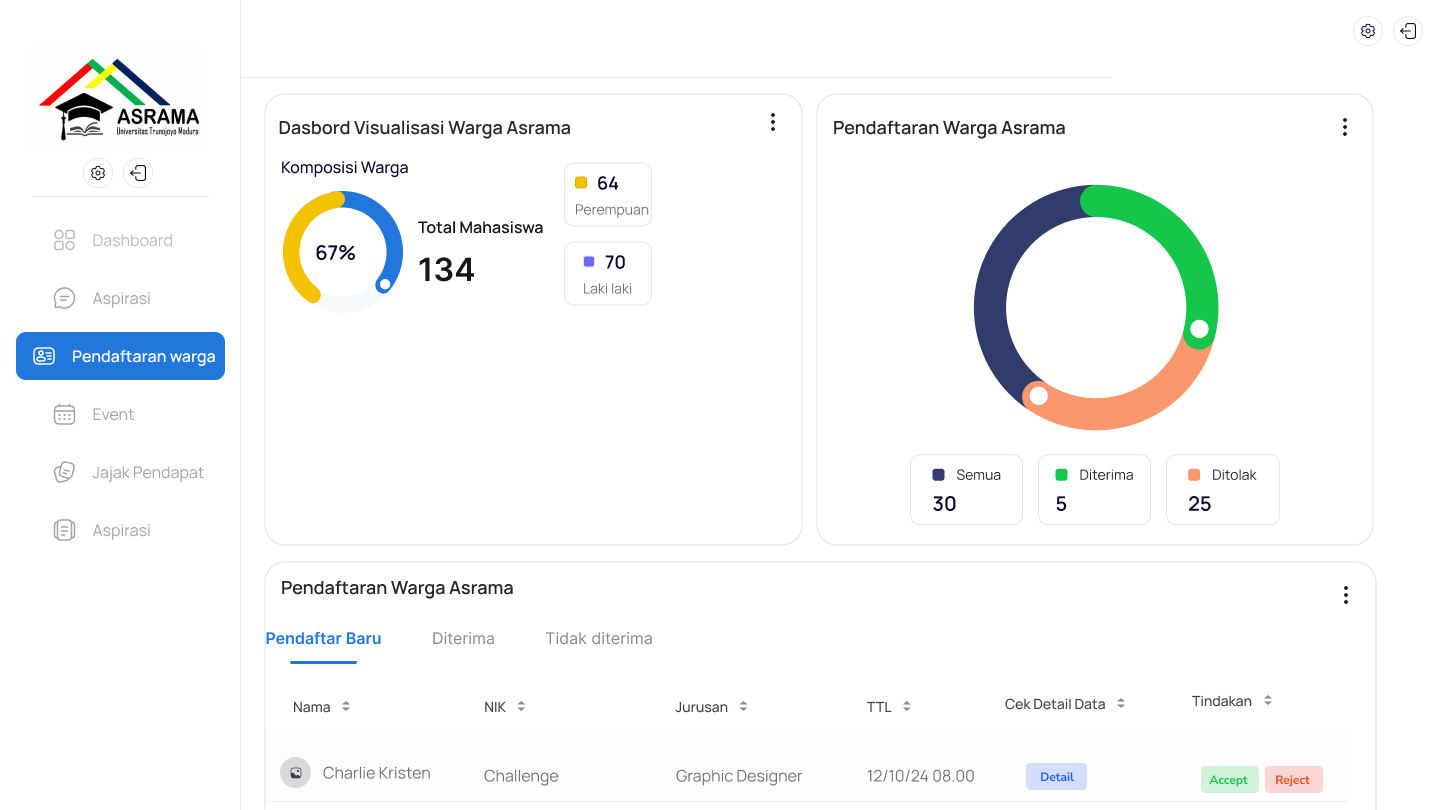 ASRAMA
Universitas Trunojoyo Madura
Dashboard
Aspirasi
Pendaftaran warga
Event
Jajak Pendapat
Aspirasi
Dasbord Visualisasi Warga Asrama
Komposisi Warga
67%
Total Mahasiswa
134
64
Perempuan
70
Laki laki
Pendaftaran Warga Asrama
Semua
30
Diterima
5
Ditolak
25
Pendaftaran Warga Asrama
Pendaftar Baru Diterima Tidak diterima
Nama NIK Jurusan TTL Cek Detail Data Tindakan
Charlie Kristen Challenge Graphic Designer 12/10/24 08.00 Detail Accept Reject